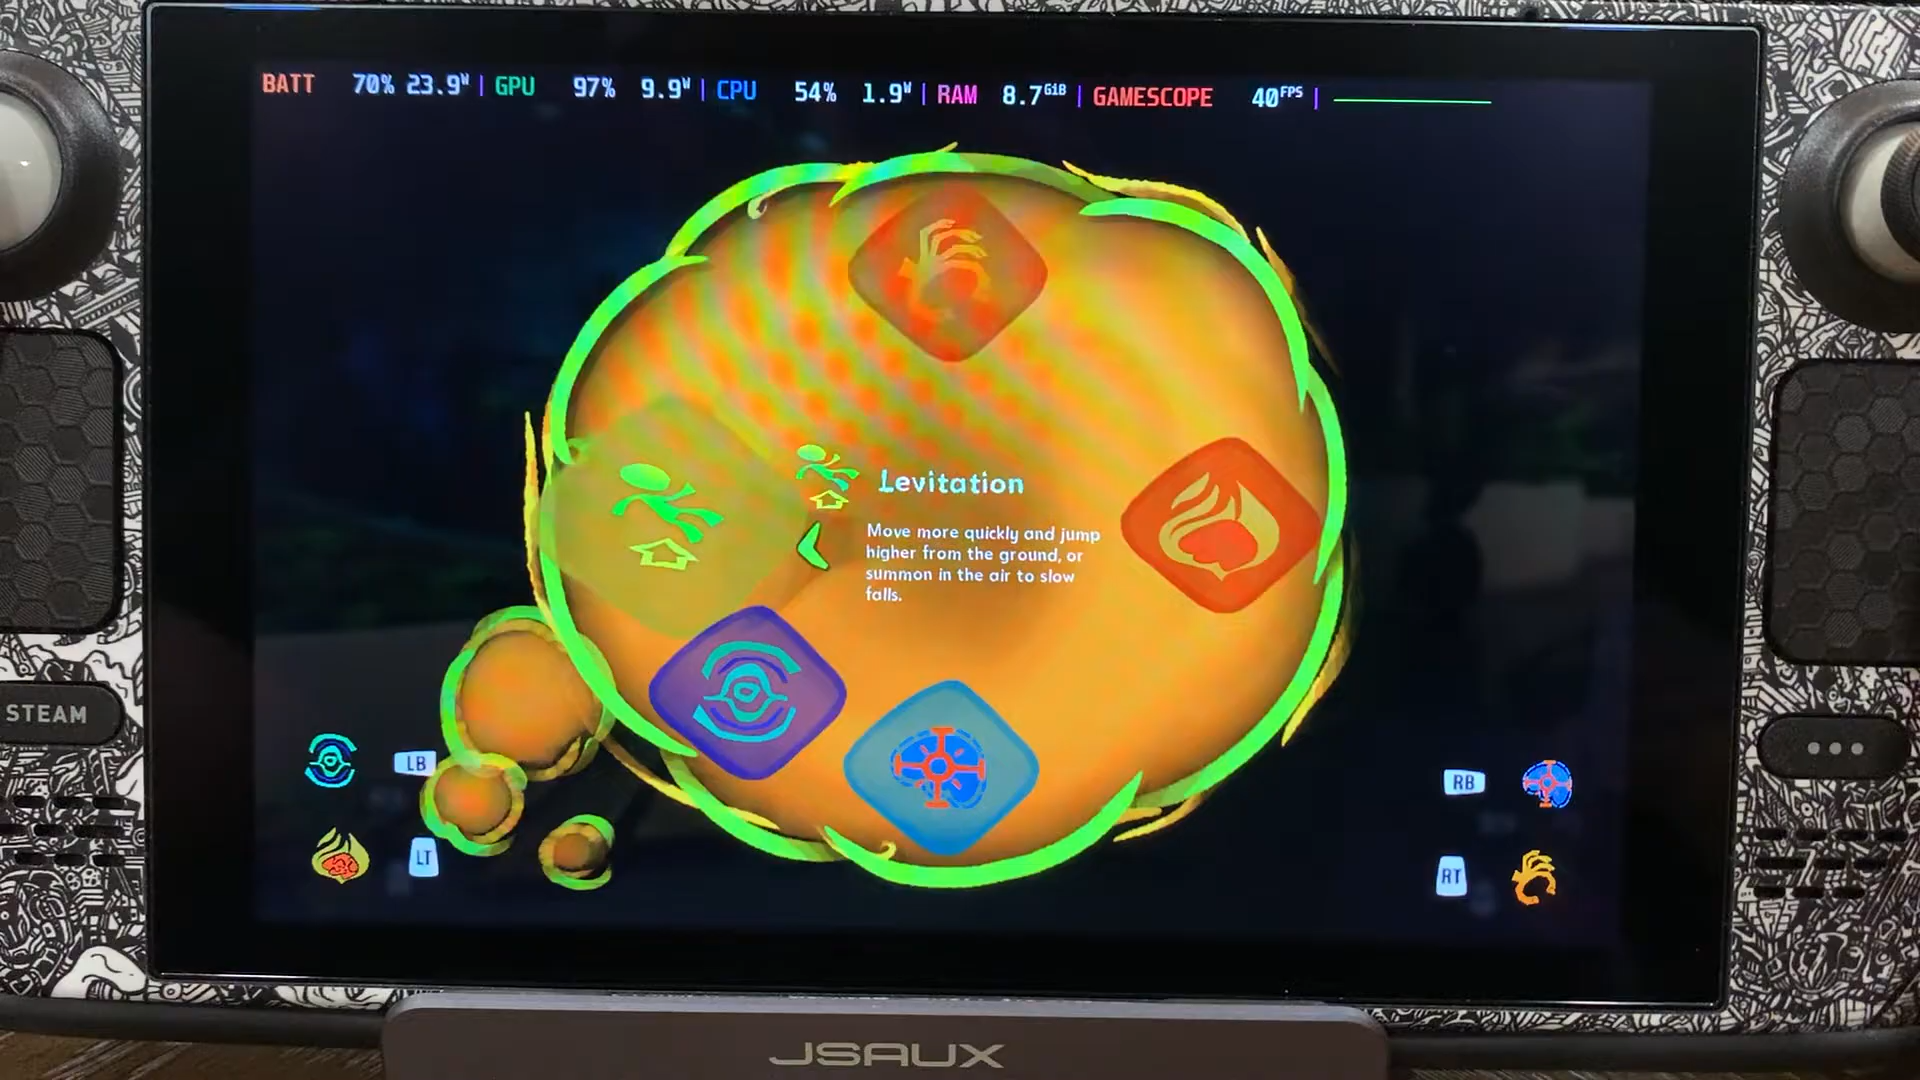 BATT 70% 23.9W | GPU 97% 9.9W | CPU 54% 1.9W | RAM 8.7GiB | GAMESCOPE 40FPS |
Levitation
Move more quickly and jump
higher from the ground, or
summon in the air to slow
falls.
STEAM
LB
RB
LT
RT
JSAUX